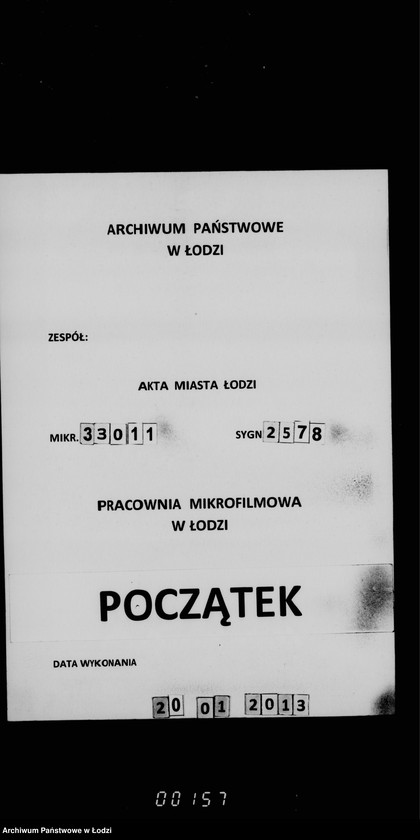 ARCHIWUM PAŃSTWOWE
W ŁODZI
ZESPÓŁ:
AKTA MIASTA ŁODZI
MIKR. 33011 SYGN 2578
PRACOWNIA MIKROFILMOWA
W ŁODZI
POCZĄTEK
DATA WYKONANIA
20 01 2013
00157
Archiwum Państwowe w Łodzi